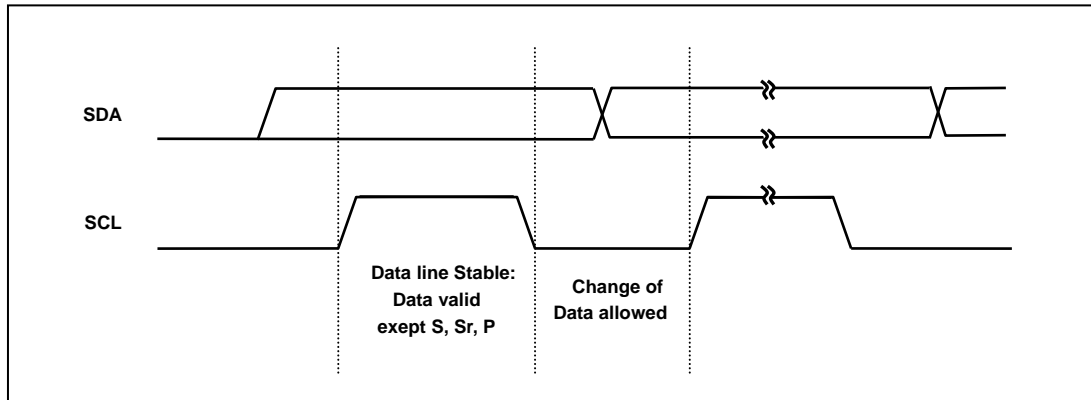 SDA
SCL
Data line Stable:
Data valid
exept S, Sr, P
Change of
Data allowed